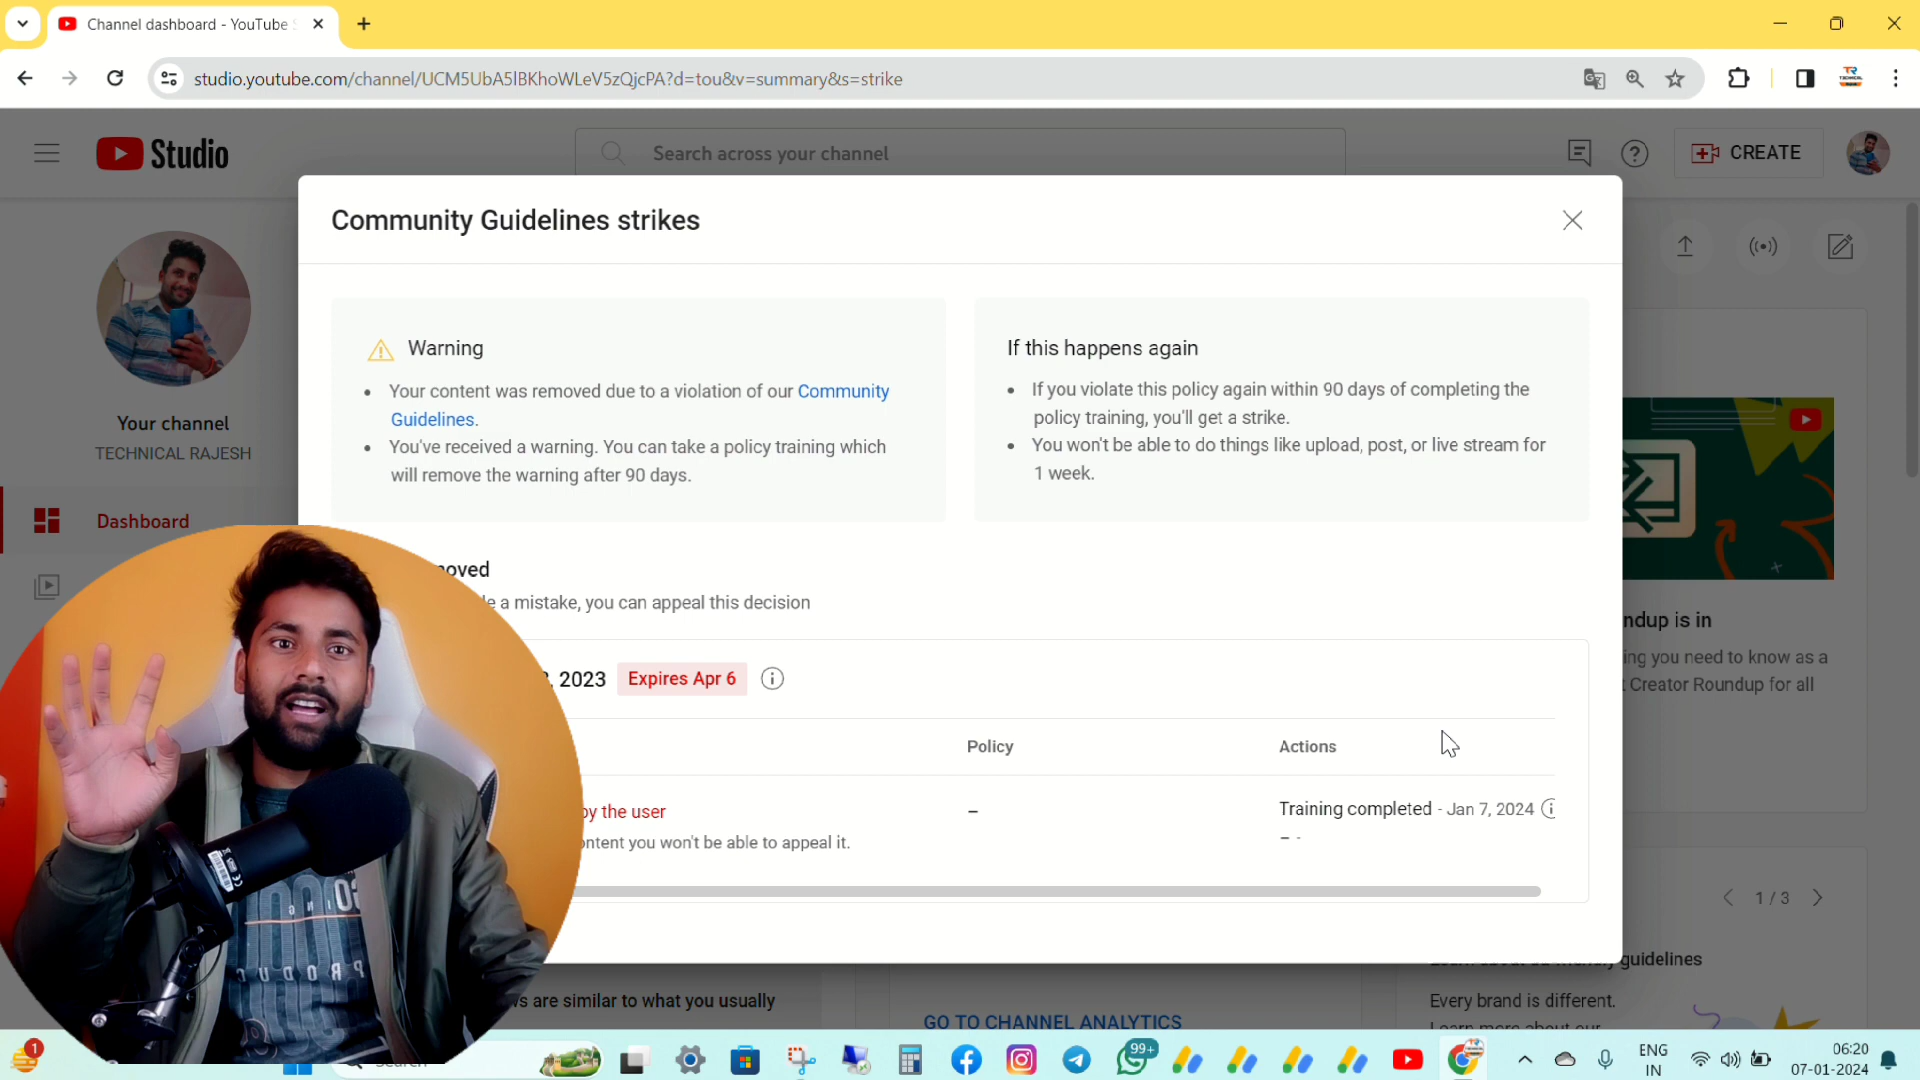 Channel dashboard - YouTube
studio.youtube.com/channel/UCM5UbA5lBKhoWLeV5zQjcPA?d=tou&v=summary&s=strike
Studio
Search across your channel
CREATE
Community Guidelines strikes
Warning
Your content was removed due to a violation of our Community
Guidelines.
You've received a warning. You can take a policy training which
will remove the warning after 90 days.
If this happens again
If you violate this policy again within 90 days of completing the
policy training, you'll get a strike.
You won't be able to do things like upload, post, or live stream for
1 week.
Your channel
TECHNICAL RAJESH
Dashboard
a mistake, you can appeal this decision
2023 Expires Apr 6
Policy
Actions
by the user
you won't be able to appeal it.
–
Training completed - Jan 7, 2024
is in
you need to know as a
Creator Roundup for all
1 / 3
guidelines
Every brand is different.
are similar to what you usually
GO TO CHANNEL ANALYTICS
1
99+
ENG
IN
06:20
07-01-2024